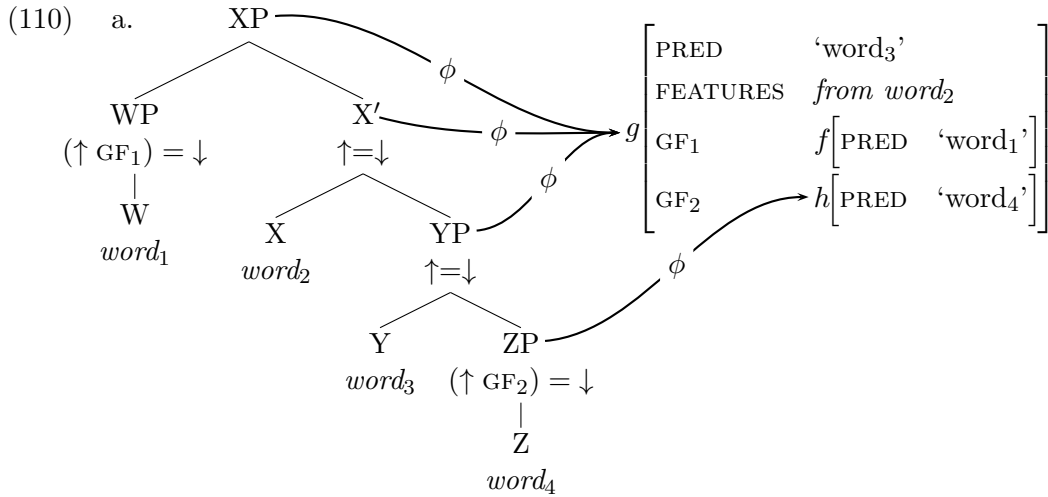 (110) a. XP
ϕ
PRED ‘word₃’
FEATURES from word₂
WP X′ ϕ g
GF₁ f[PRED ‘word₁’]
(↑ GF₁) = ↓ ↑=↓
ϕ
GF₂ h[PRED ‘word₄’]
W X YP
word₁ word₂ ↑=↓
ϕ
Y ZP
word₃ (↑ GF₂) = ↓
Z
word₄